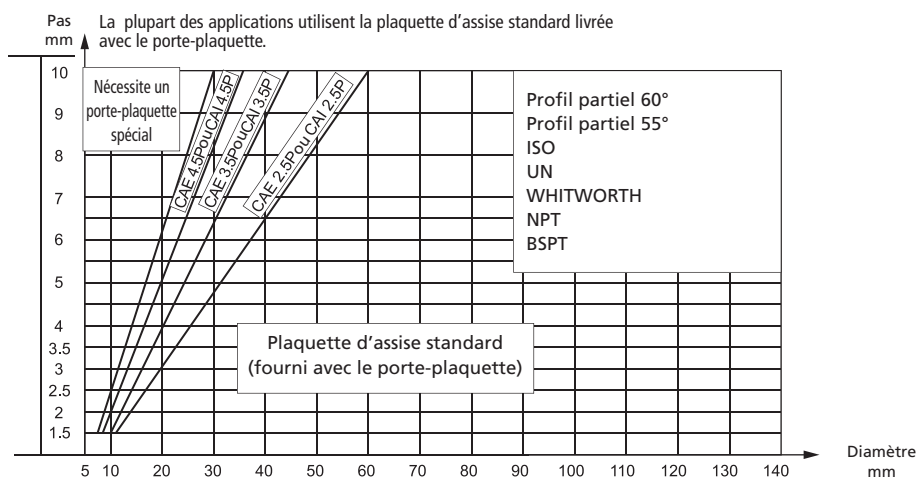 Pas
mm
La plupart des applications utilisent la plaquette d'assise standard livrée
avec le porte-plaquette.
10
9
8
7
6
5
4
3.5
3
2.5
2
1.5
Nécessite un
porte-plaquette
spécial
CAE 4.5PouCAI 4.5P
CAE 3.5PouCAI 3.5P
CAE 2.5PouCAI 2.5P
Profil partiel 60°
Profil partiel 55°
ISO
UN
WHITWORTH
NPT
BSPT
Plaquette d'assise standard
(fourni avec le porte-plaquette)
5 10 20 30 40 50 60 70 80 90 100 110 120 130 140
Diamètre
mm